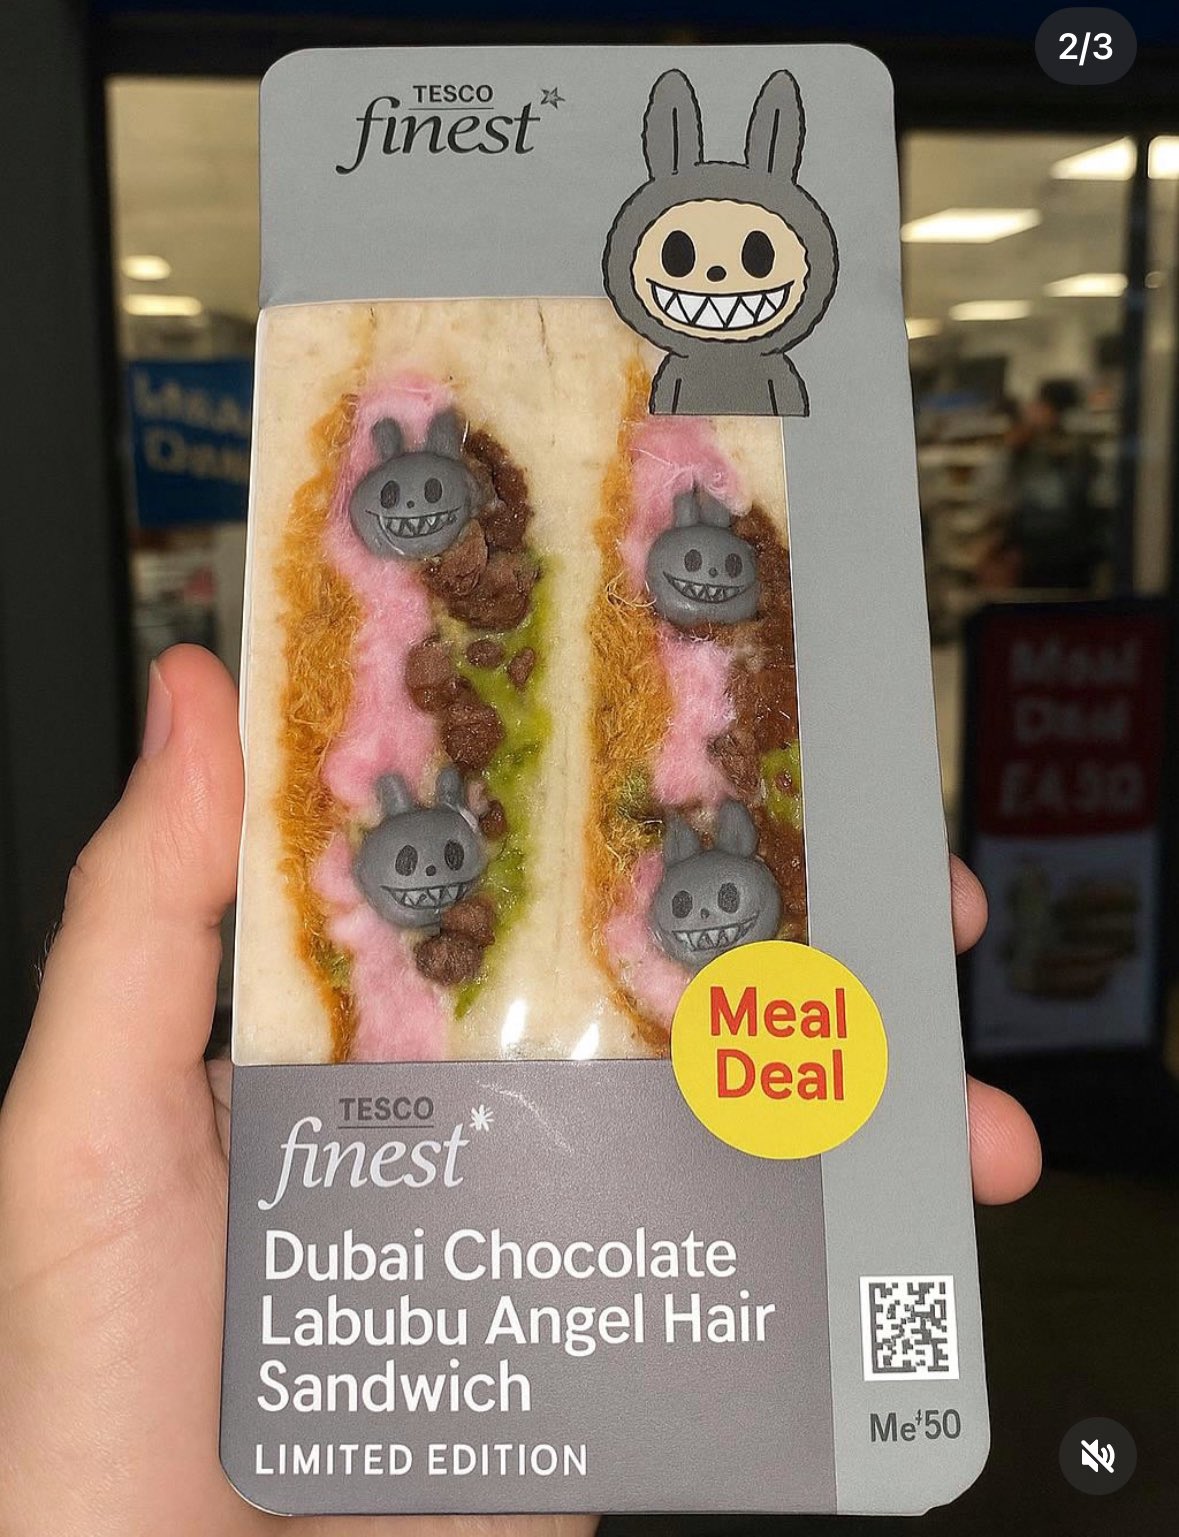 2/3
TESCO
finest
Meal
Deal
TESCO
finest*
Dubai Chocolate
Labubu Angel Hair
Sandwich
LIMITED EDITION